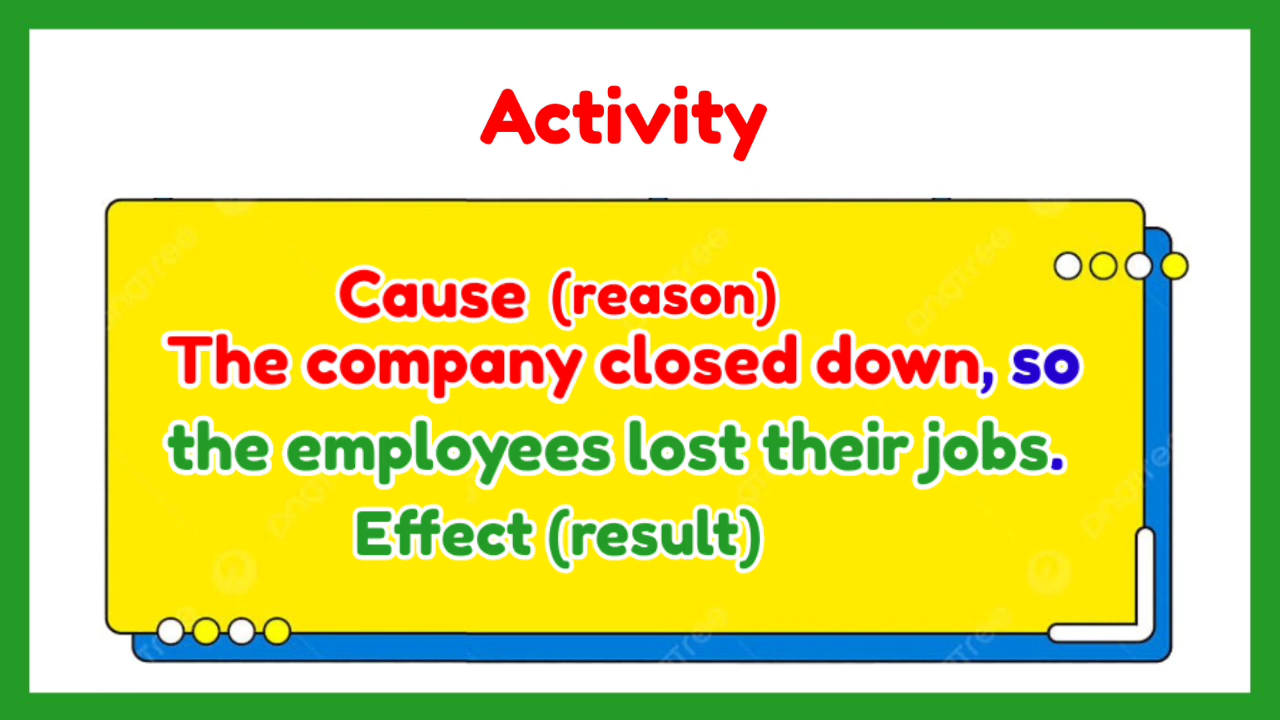 Activity
Cause (reason)
The company closed down, so
the employees lost their jobs.
Effect (result)